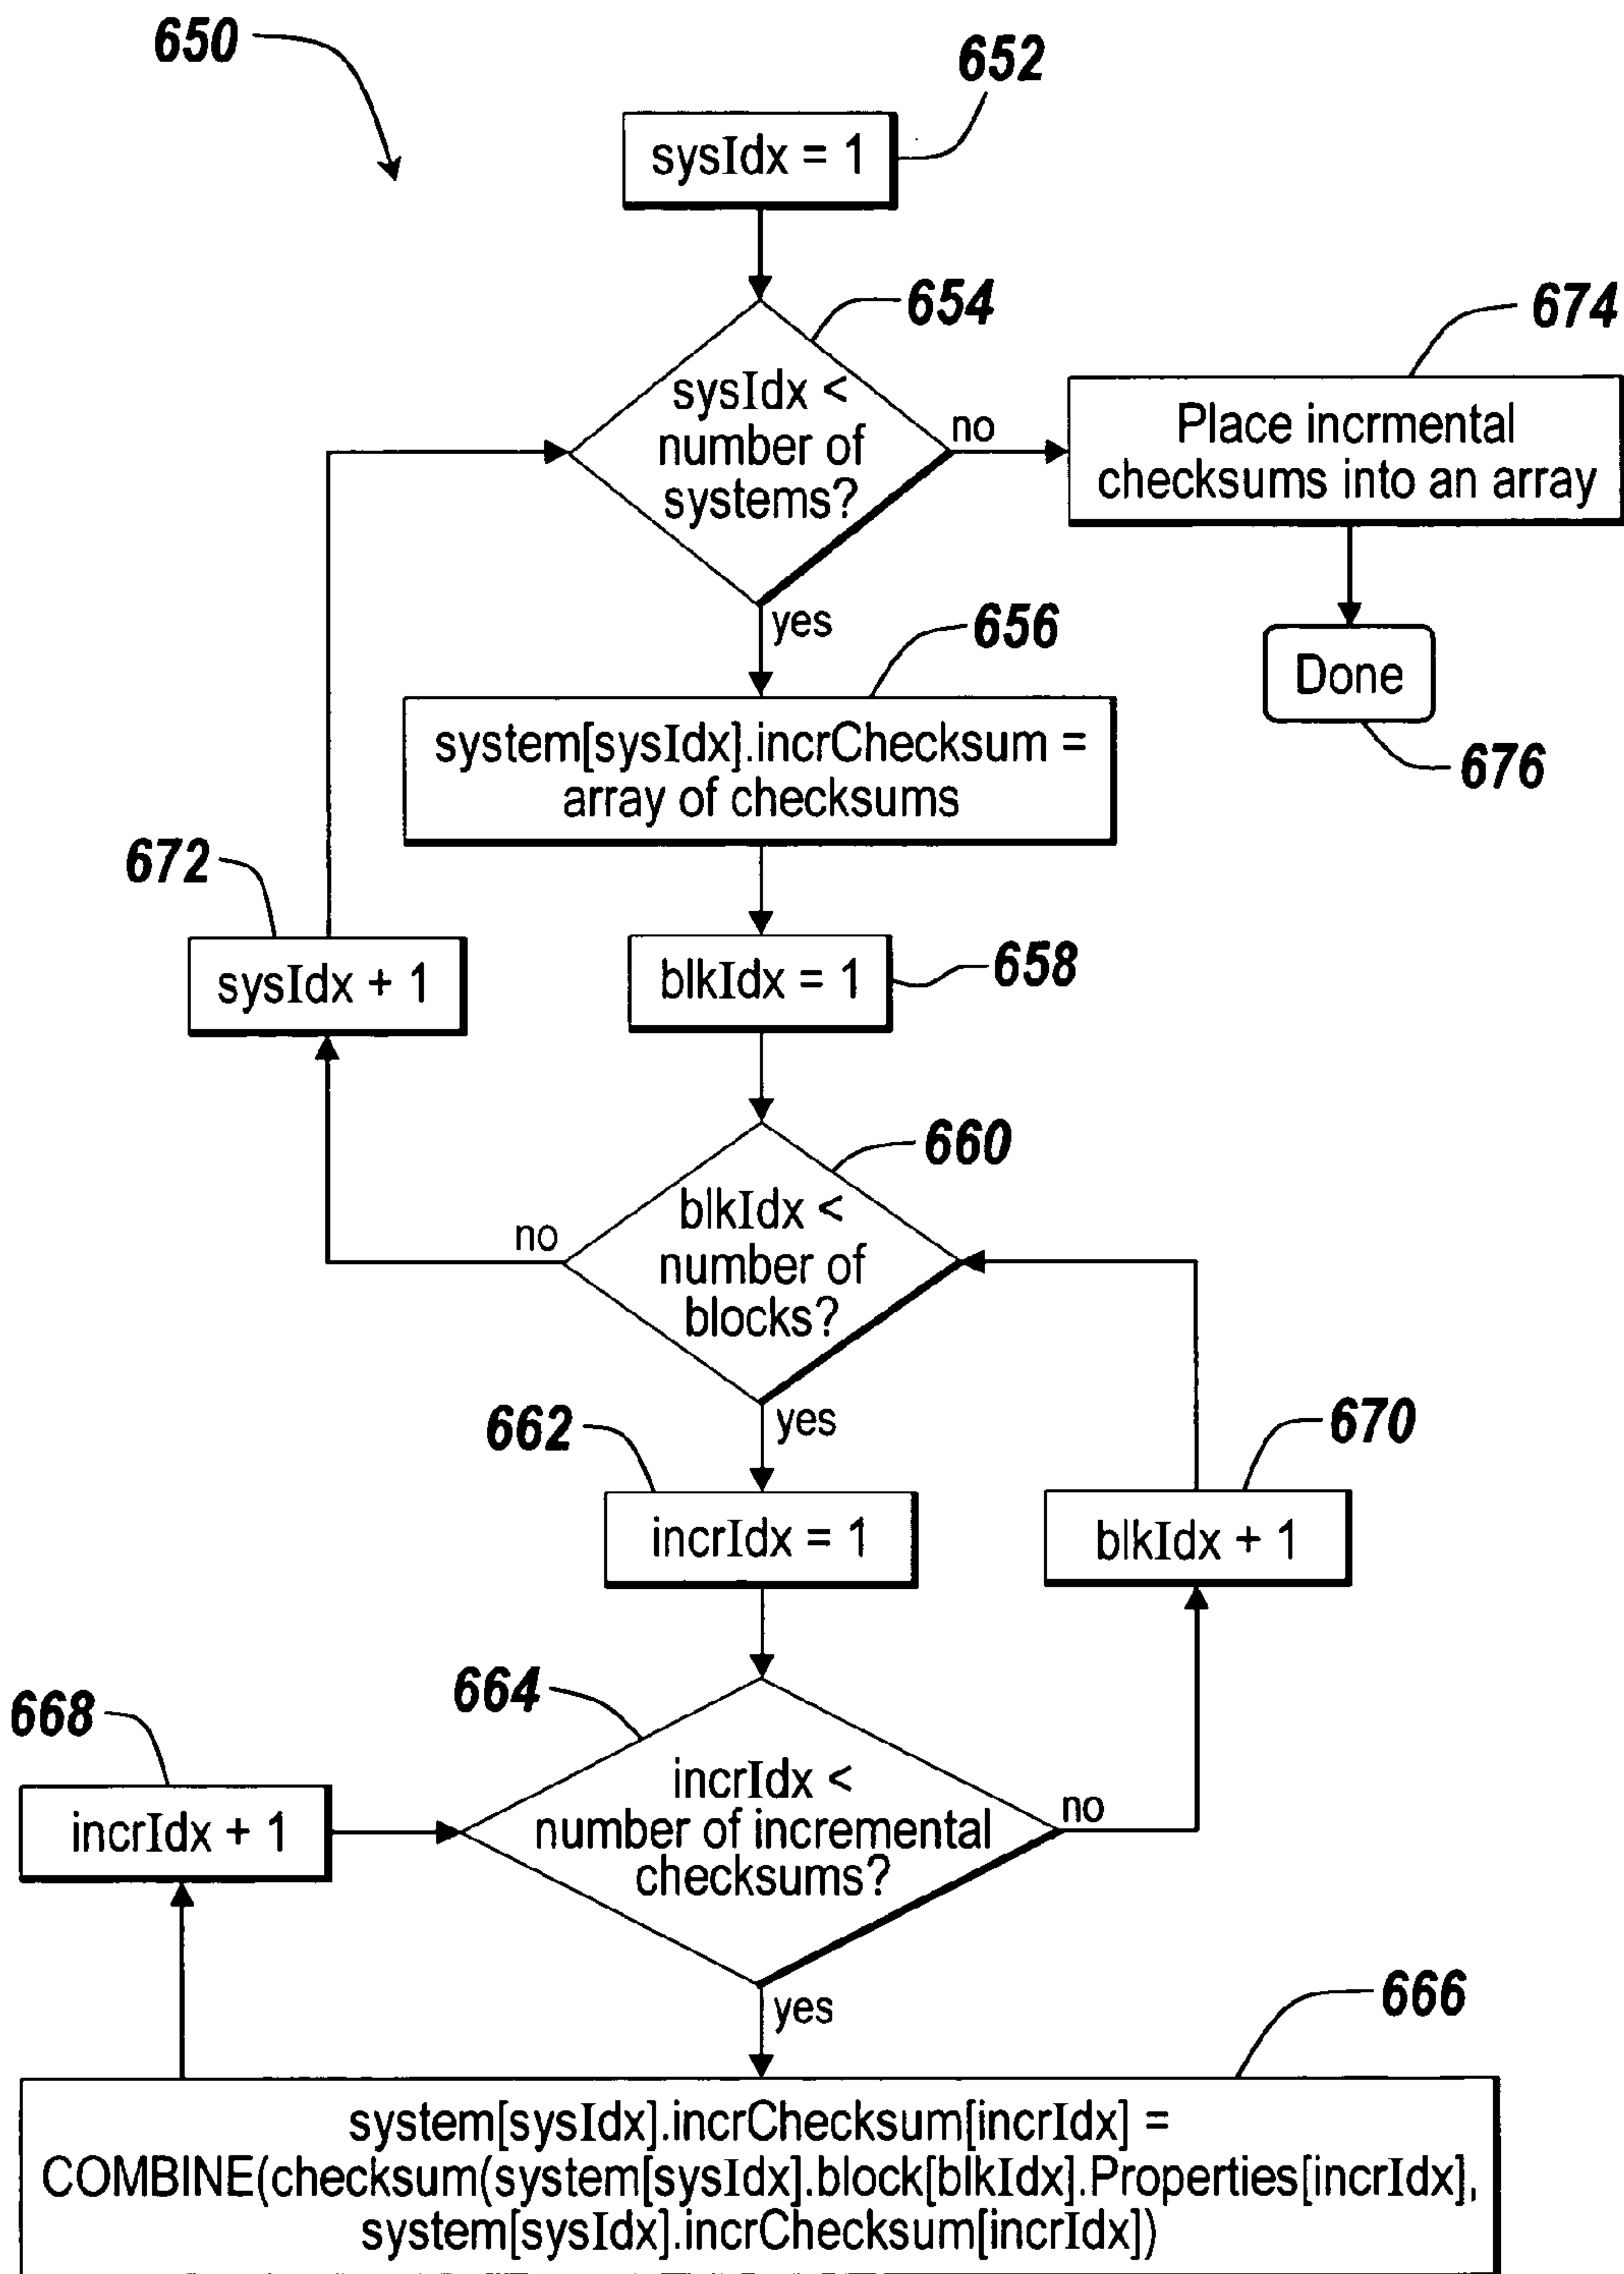 650
652
sysIdx = 1
654
674
sysIdx <
number of
systems?
no
Place incrmental
checksums into an array
yes
656
Done
676
system[sysIdx].incrChecksum =
array of checksums
672
sysIdx + 1
blkIdx = 1
658
660
blkIdx <
number of
blocks?
no
yes
662
670
incrIdx = 1
blkIdx + 1
664
668
incrIdx + 1
incrIdx <
number of incremental
checksums?
no
yes
666
system[sysIdx].incrChecksum[incrIdx] =
COMBINE(checksum(system[sysIdx].block[blkIdx].Properties[incrIdx],
system[sysIdx].incrChecksum[incrIdx])